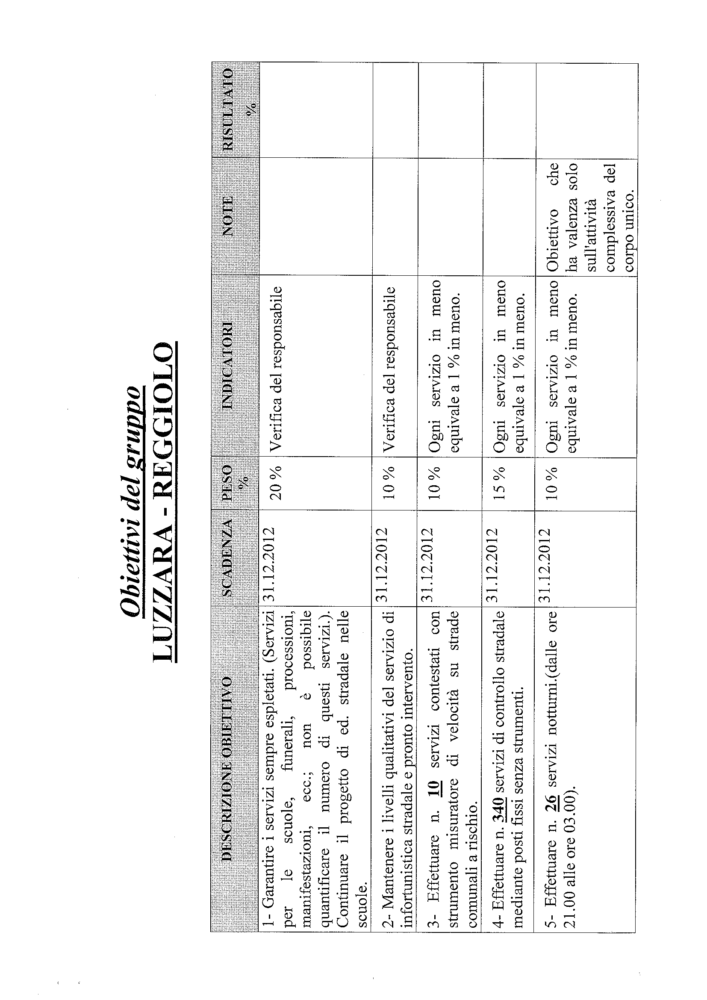 Obiettivi del gruppo
LUZZARA - REGGIOLO
DESCRIZIONE OBIETTIVO SCADENZA PESO % INDICATORI NOTE RISULTATO %
1- Garantire i servizi sempre espletati. (Servizi
per le scuole, funerali, processioni,
manifestazioni, ecc.; non è possibile
quantificare il numero di questi servizi.).
Continuare il progetto di ed. stradale nelle
scuole.
31.12.2012
20 %
Verifica del responsabile
2- Mantenere i livelli qualitativi del servizio di
infortunistica stradale e pronto intervento.
31.12.2012
10 %
Verifica del responsabile
3- Effettuare n. 10 servizi contestati con
strumento misuratore di velocità su strade
comunali a rischio.
31.12.2012
10 %
Ogni servizio in meno
equivale a 1 % in meno.
4- Effettuare n. 340 servizi di controllo stradale
mediante posti fissi senza strumenti.
31.12.2012
15 %
Ogni servizio in meno
equivale a 1 % in meno.
5- Effettuare n. 26 servizi notturni.(dalle ore
21.00 alle ore 03.00).
31.12.2012
10 %
Ogni servizio in meno
equivale a 1 % in meno.
Obiettivo che
ha valenza solo
sull'attività
complessiva del
corpo unico.